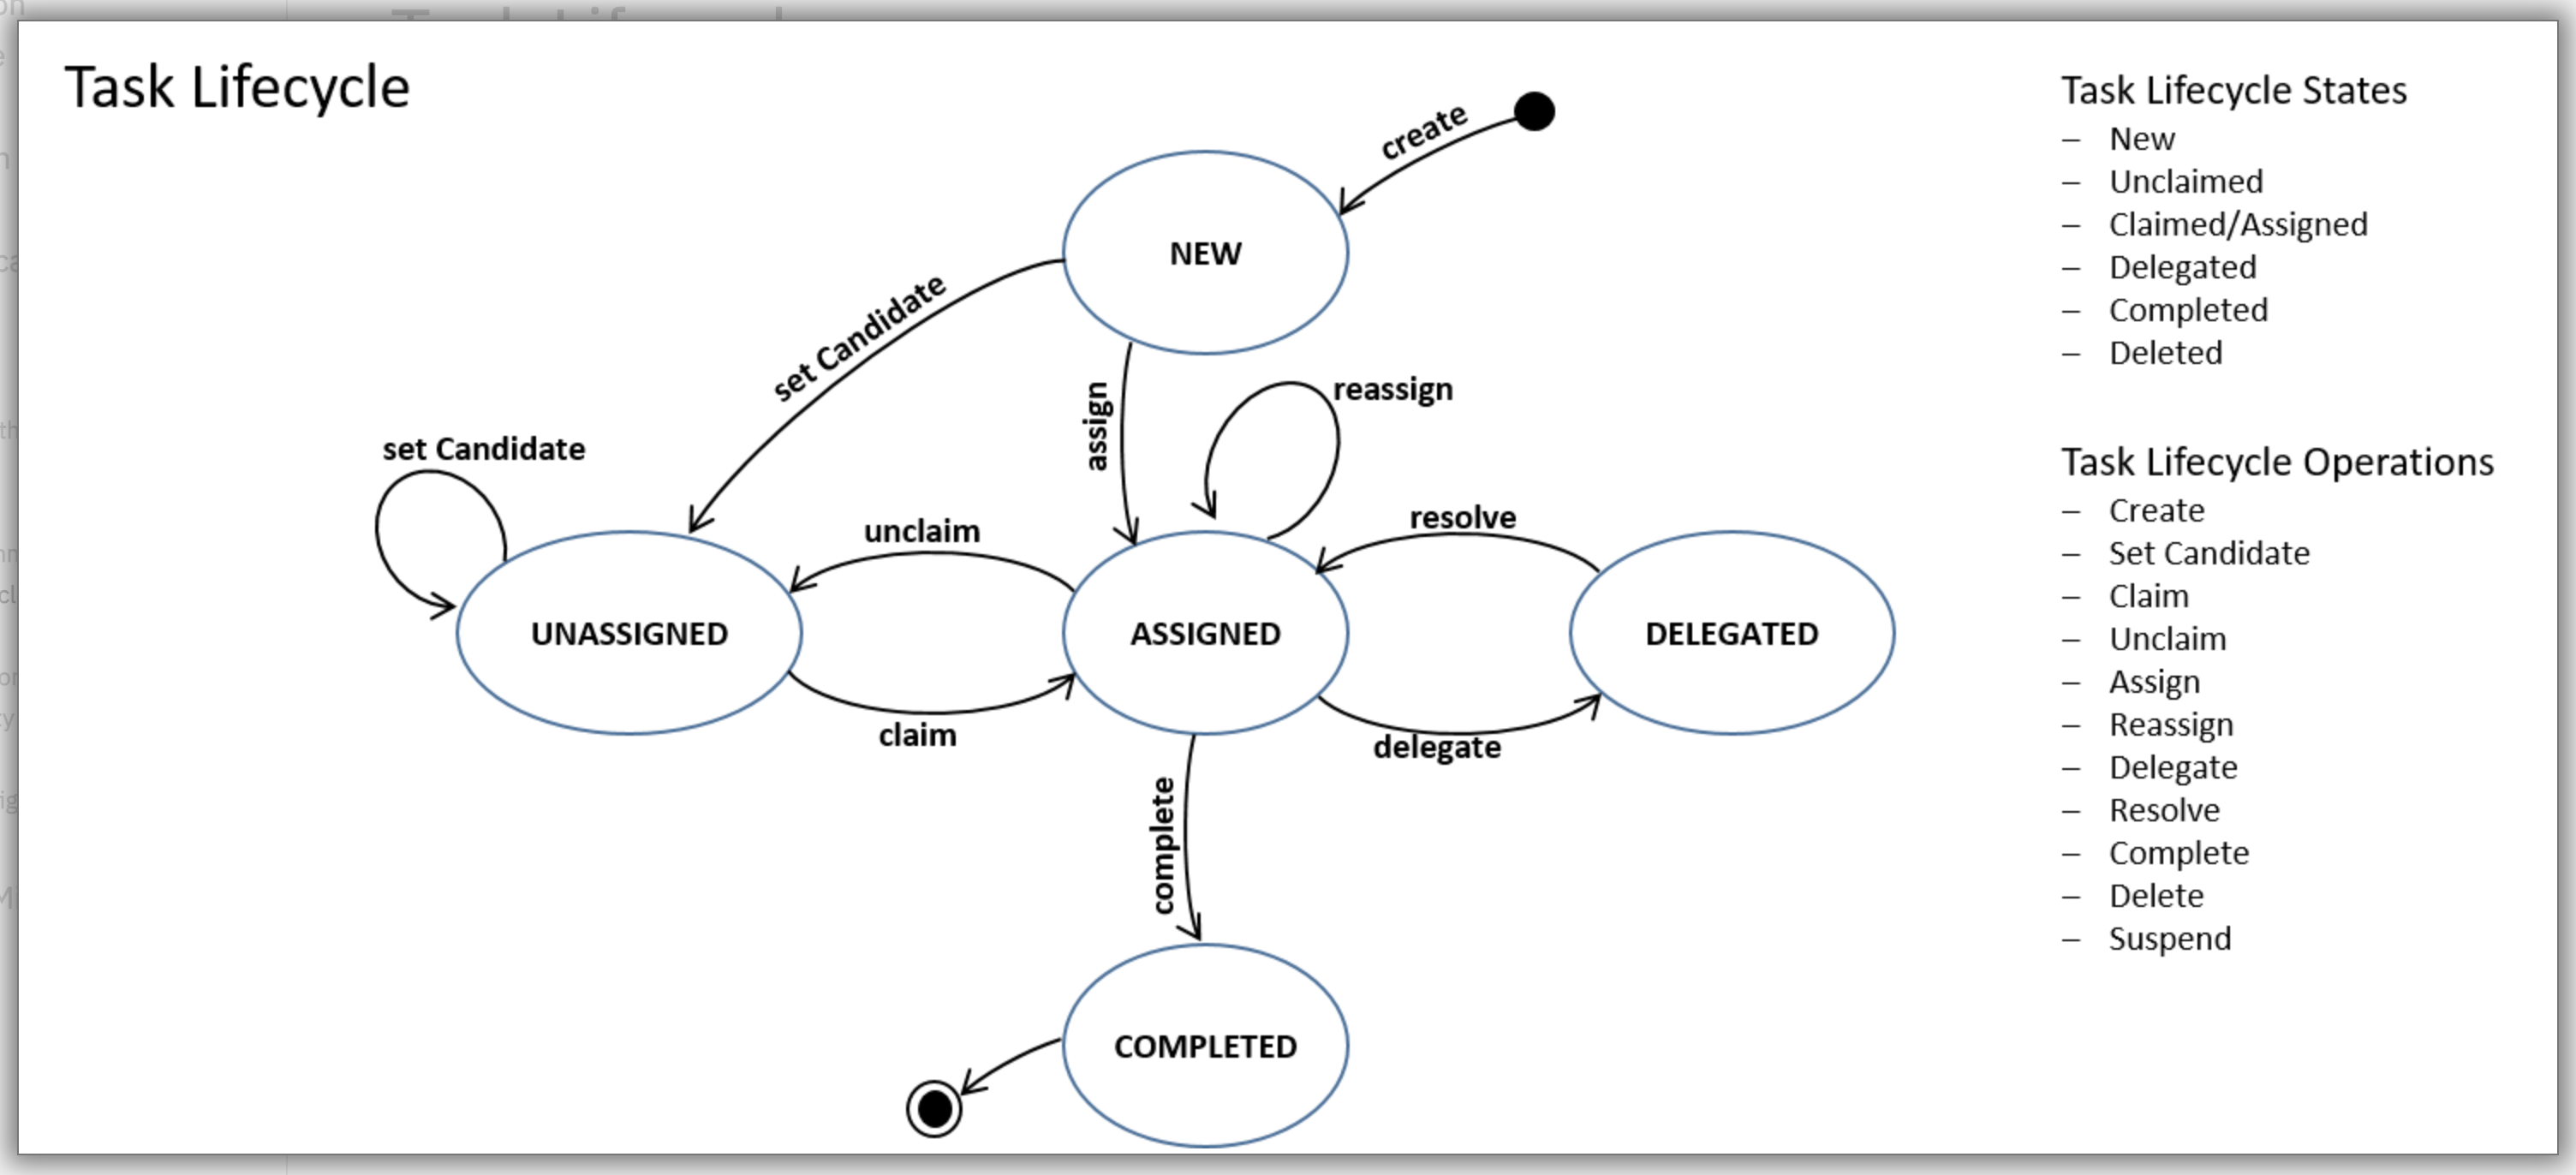 Task Lifecycle
create
NEW
set Candidate
assign
reassign
set Candidate
unclaim
resolve
UNASSIGNED
ASSIGNED
DELEGATED
claim
delegate
complete
COMPLETED
Task Lifecycle States
– New
– Unclaimed
– Claimed/Assigned
– Delegated
– Completed
– Deleted
Task Lifecycle Operations
– Create
– Set Candidate
– Claim
– Unclaim
– Assign
– Reassign
– Delegate
– Resolve
– Complete
– Delete
– Suspend